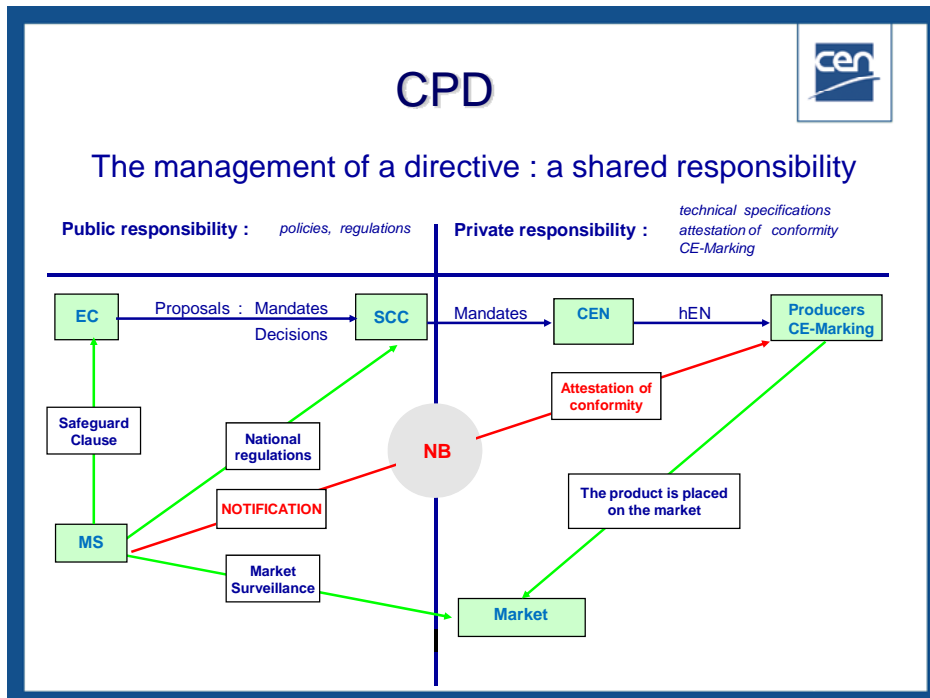 cen
CPD
The management of a directive : a shared responsibility
Public responsibility : policies, regulations
Private responsibility : technical specifications
attestation of conformity
CE-Marking
EC
Proposals : Mandates
Decisions
SCC
Mandates
CEN
hEN
Producers
CE-Marking
Attestation of
conformity
Safeguard
Clause
National
regulations
NB
NOTIFICATION
The product is placed
on the market
MS
Market
Surveillance
Market